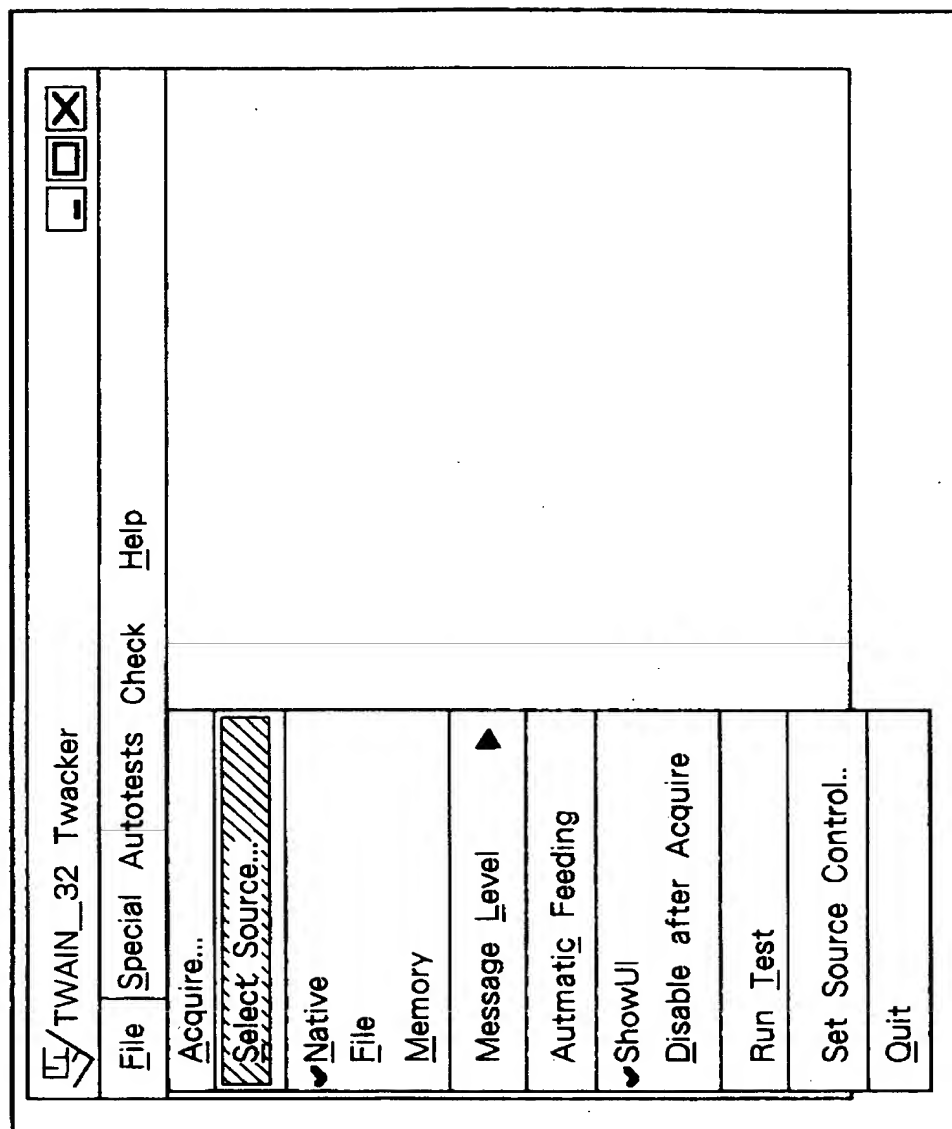 TWAIN_32 Twacker
File Special Autotests Check Help
Acquire...
Select Source...
✔Native
File
Memory
Message Level ▶
Autmatic Feeding
✔ShowUI
Disable after Acquire
Run Test
Set Source Control..
Quit